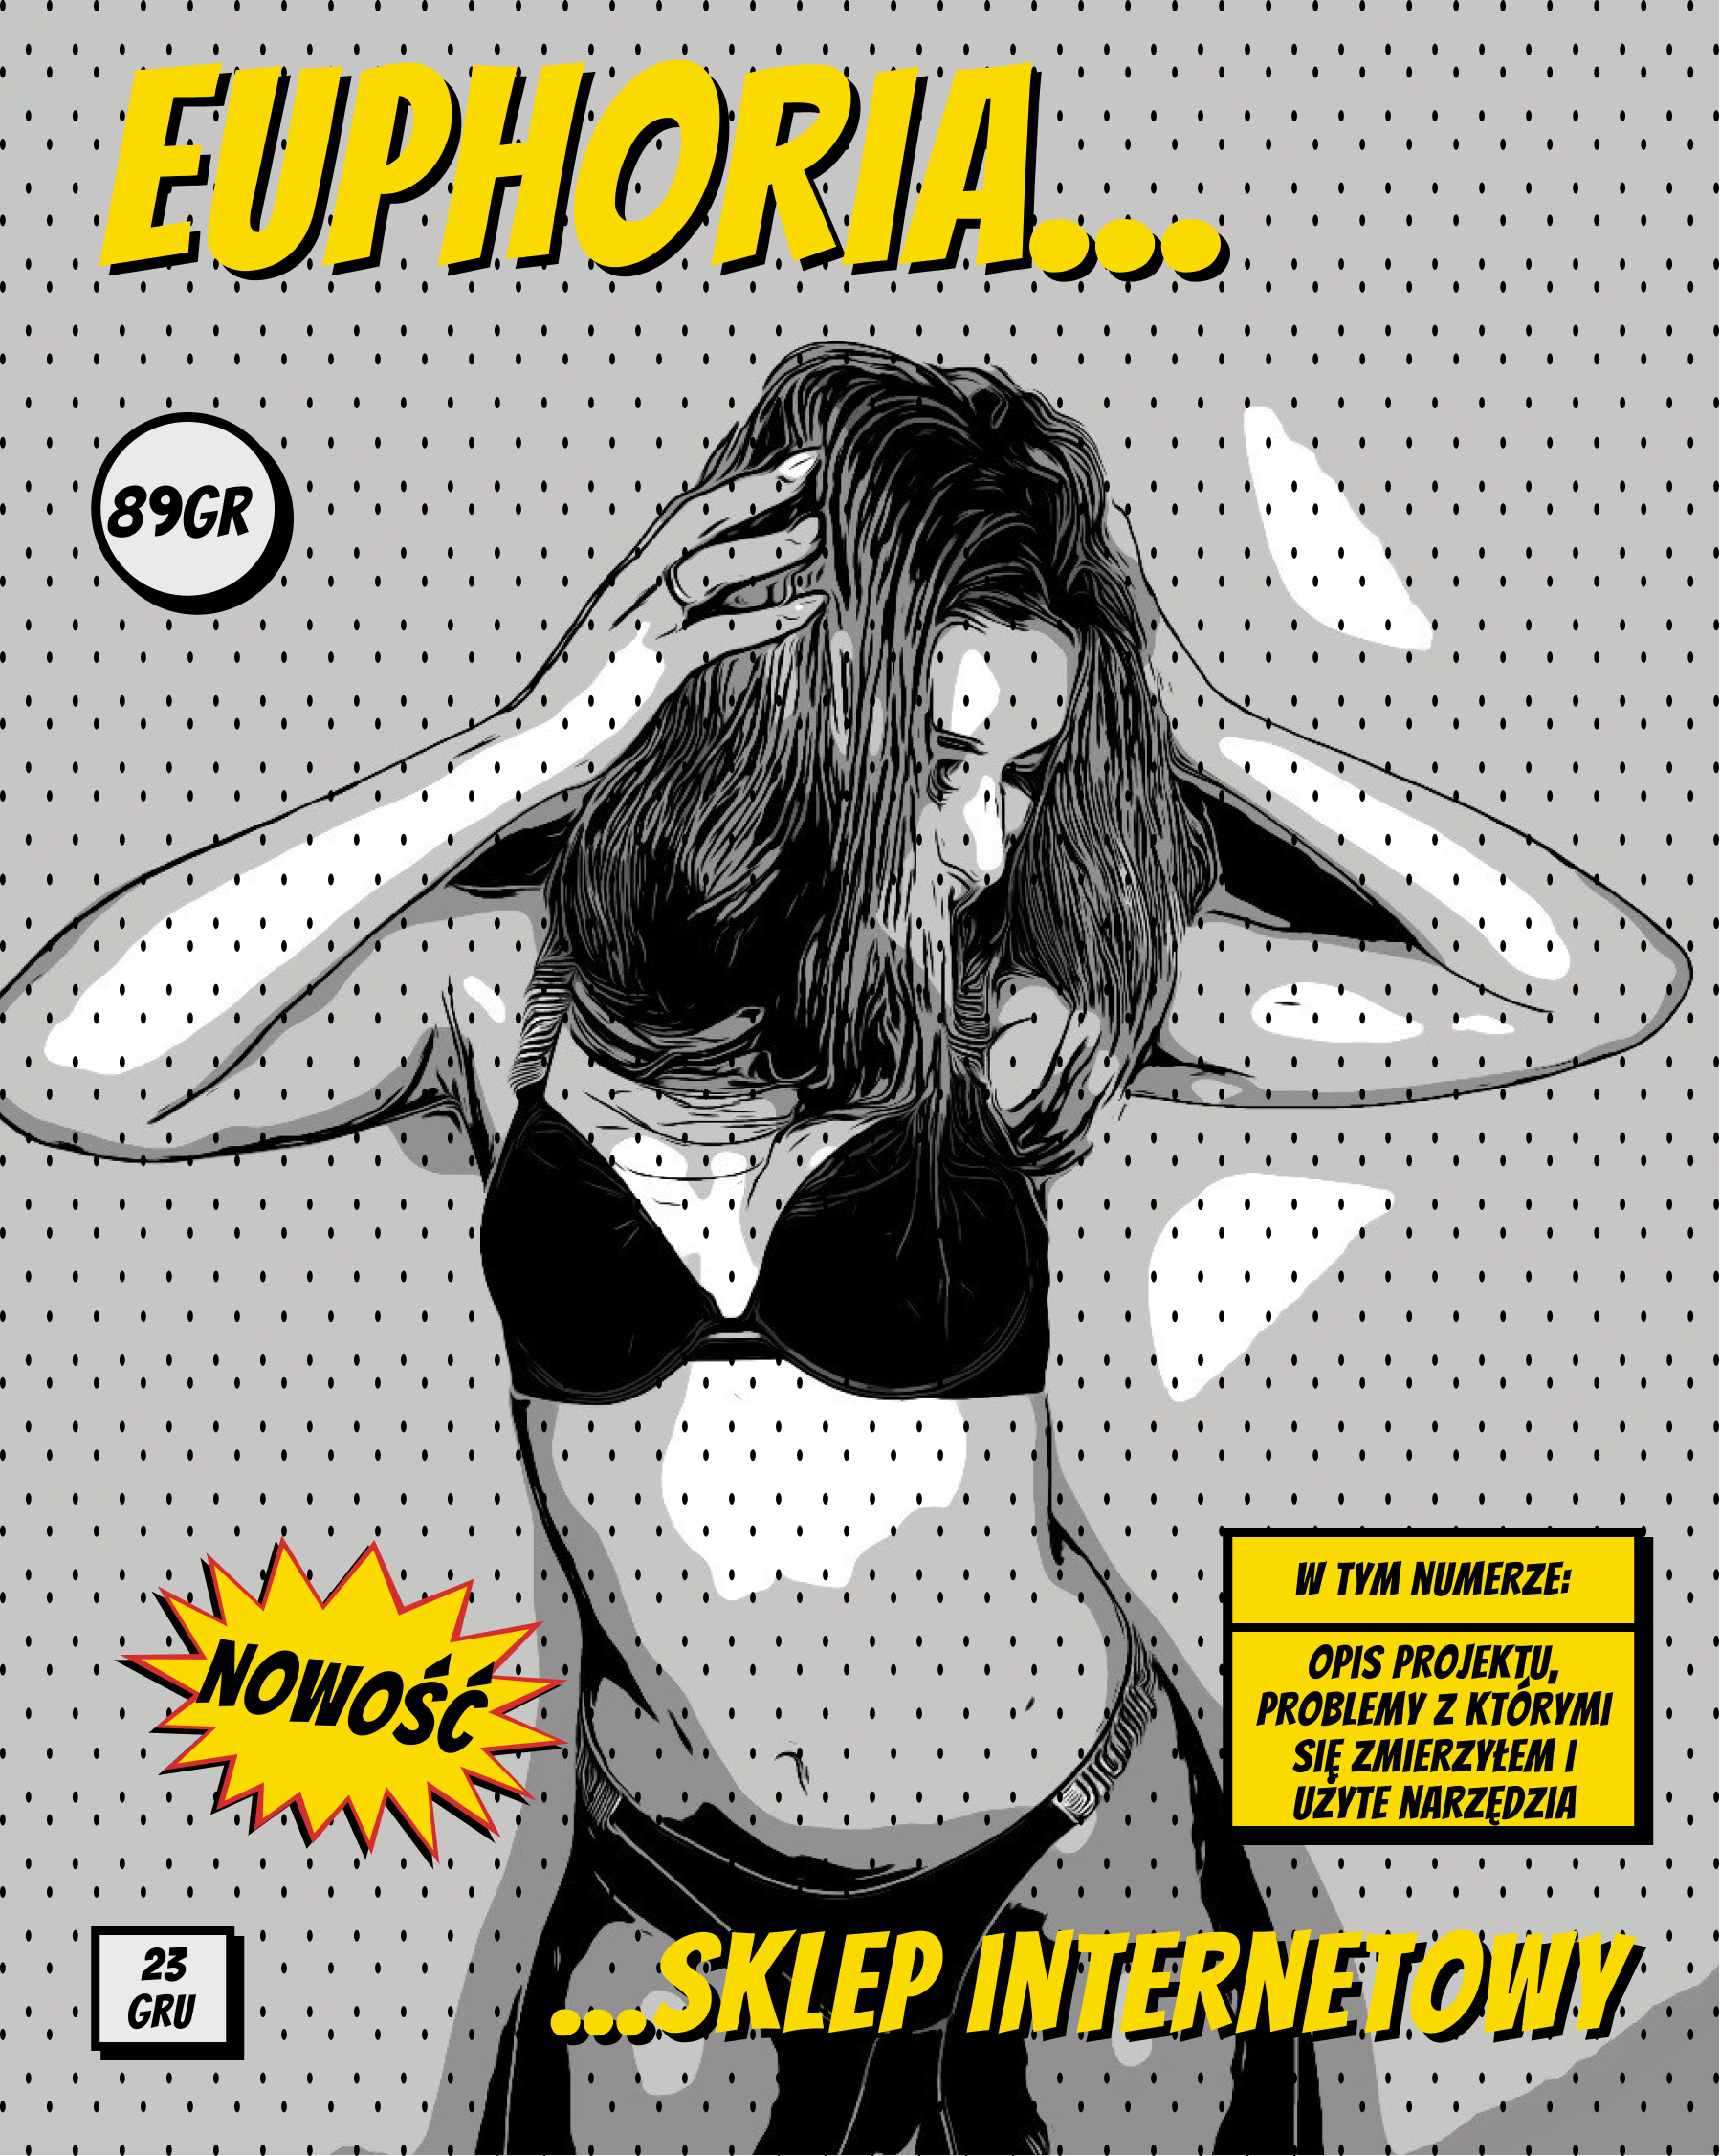 EUPHORIA...
89GR
NOWOŚĆ
W TYM NUMERZE:
OPIS PROJEKTU,
PROBLEMY Z KTÓRYMI
SIĘ ZMIERZYŁEM I
UŻYTE NARZĘDZIA
23
GRU
...SKLEP INTERNETOWY